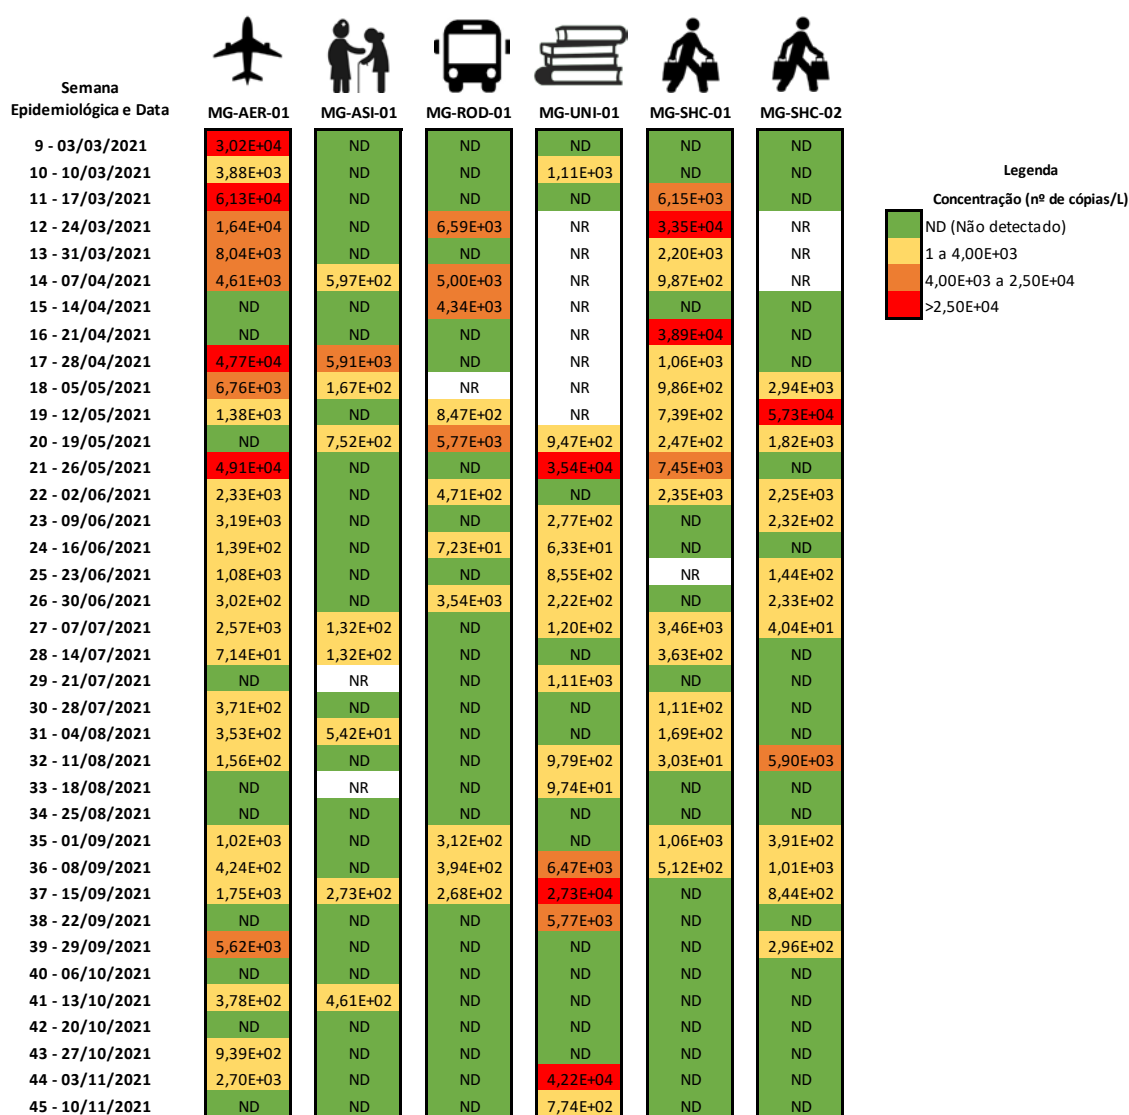 Semana
Epidemiológica e Data
MG-AER-01 MG-ASI-01 MG-ROD-01 MG-UNI-01 MG-SHC-01 MG-SHC-02
9 - 03/03/2021 3,02E+04 ND ND ND ND ND
10 - 10/03/2021 3,88E+03 ND ND 1,11E+03 ND ND
11 - 17/03/2021 6,13E+04 ND ND ND 6,15E+03 ND
12 - 24/03/2021 1,64E+04 ND 6,59E+03 NR 3,35E+04 NR
13 - 31/03/2021 8,04E+03 ND ND NR 2,20E+03 NR
14 - 07/04/2021 4,61E+03 5,97E+02 5,00E+03 NR 9,87E+02 NR
15 - 14/04/2021 ND ND 4,34E+03 NR ND ND
16 - 21/04/2021 ND ND ND NR 3,89E+04 ND
17 - 28/04/2021 4,77E+04 5,91E+03 ND NR 1,06E+03 ND
18 - 05/05/2021 6,76E+03 1,67E+02 NR NR 9,86E+02 2,94E+03
19 - 12/05/2021 1,38E+03 ND 8,47E+02 NR 7,39E+02 5,73E+04
20 - 19/05/2021 ND 7,52E+02 5,77E+03 9,47E+02 2,47E+02 1,82E+03
21 - 26/05/2021 4,91E+04 ND ND 3,54E+04 7,45E+03 ND
22 - 02/06/2021 2,33E+03 ND 4,71E+02 ND 2,35E+03 2,25E+03
23 - 09/06/2021 3,19E+03 ND ND 2,77E+02 ND 2,32E+02
24 - 16/06/2021 1,39E+02 ND 7,23E+01 6,33E+01 ND ND
25 - 23/06/2021 1,08E+03 ND ND 8,55E+02 NR 1,44E+02
26 - 30/06/2021 3,02E+02 ND 3,54E+03 2,22E+02 ND 2,33E+02
27 - 07/07/2021 2,57E+03 1,32E+02 ND 1,20E+02 3,46E+03 4,04E+01
28 - 14/07/2021 7,14E+01 1,32E+02 ND ND 3,63E+02 ND
29 - 21/07/2021 ND NR ND 1,11E+03 ND ND
30 - 28/07/2021 3,71E+02 ND ND ND 1,11E+02 ND
31 - 04/08/2021 3,53E+02 5,42E+01 ND ND 1,69E+02 ND
32 - 11/08/2021 1,56E+02 ND ND 9,79E+02 3,03E+01 5,90E+03
33 - 18/08/2021 ND NR ND 9,74E+01 ND ND
34 - 25/08/2021 ND ND ND ND ND ND
35 - 01/09/2021 1,02E+03 ND 3,12E+02 ND 1,06E+03 3,91E+02
36 - 08/09/2021 4,24E+02 ND 3,94E+02 6,47E+03 5,12E+02 1,01E+03
37 - 15/09/2021 1,75E+03 2,73E+02 2,68E+02 2,73E+04 ND 8,44E+02
38 - 22/09/2021 ND ND ND 5,77E+03 ND ND
39 - 29/09/2021 5,62E+03 ND ND ND ND 2,96E+02
40 - 06/10/2021 ND ND ND ND ND ND
41 - 13/10/2021 3,78E+02 4,61E+02 ND ND ND ND
42 - 20/10/2021 ND ND ND ND ND ND
43 - 27/10/2021 9,39E+02 ND ND ND ND ND
44 - 03/11/2021 2,70E+03 ND ND 4,22E+04 ND ND
45 - 10/11/2021 ND ND ND 7,74E+02 ND ND
Legenda
Concentração (nº de cópias/L)
ND (Não detectado)
1 a 4,00E+03
4,00E+03 a 2,50E+04
>2,50E+04